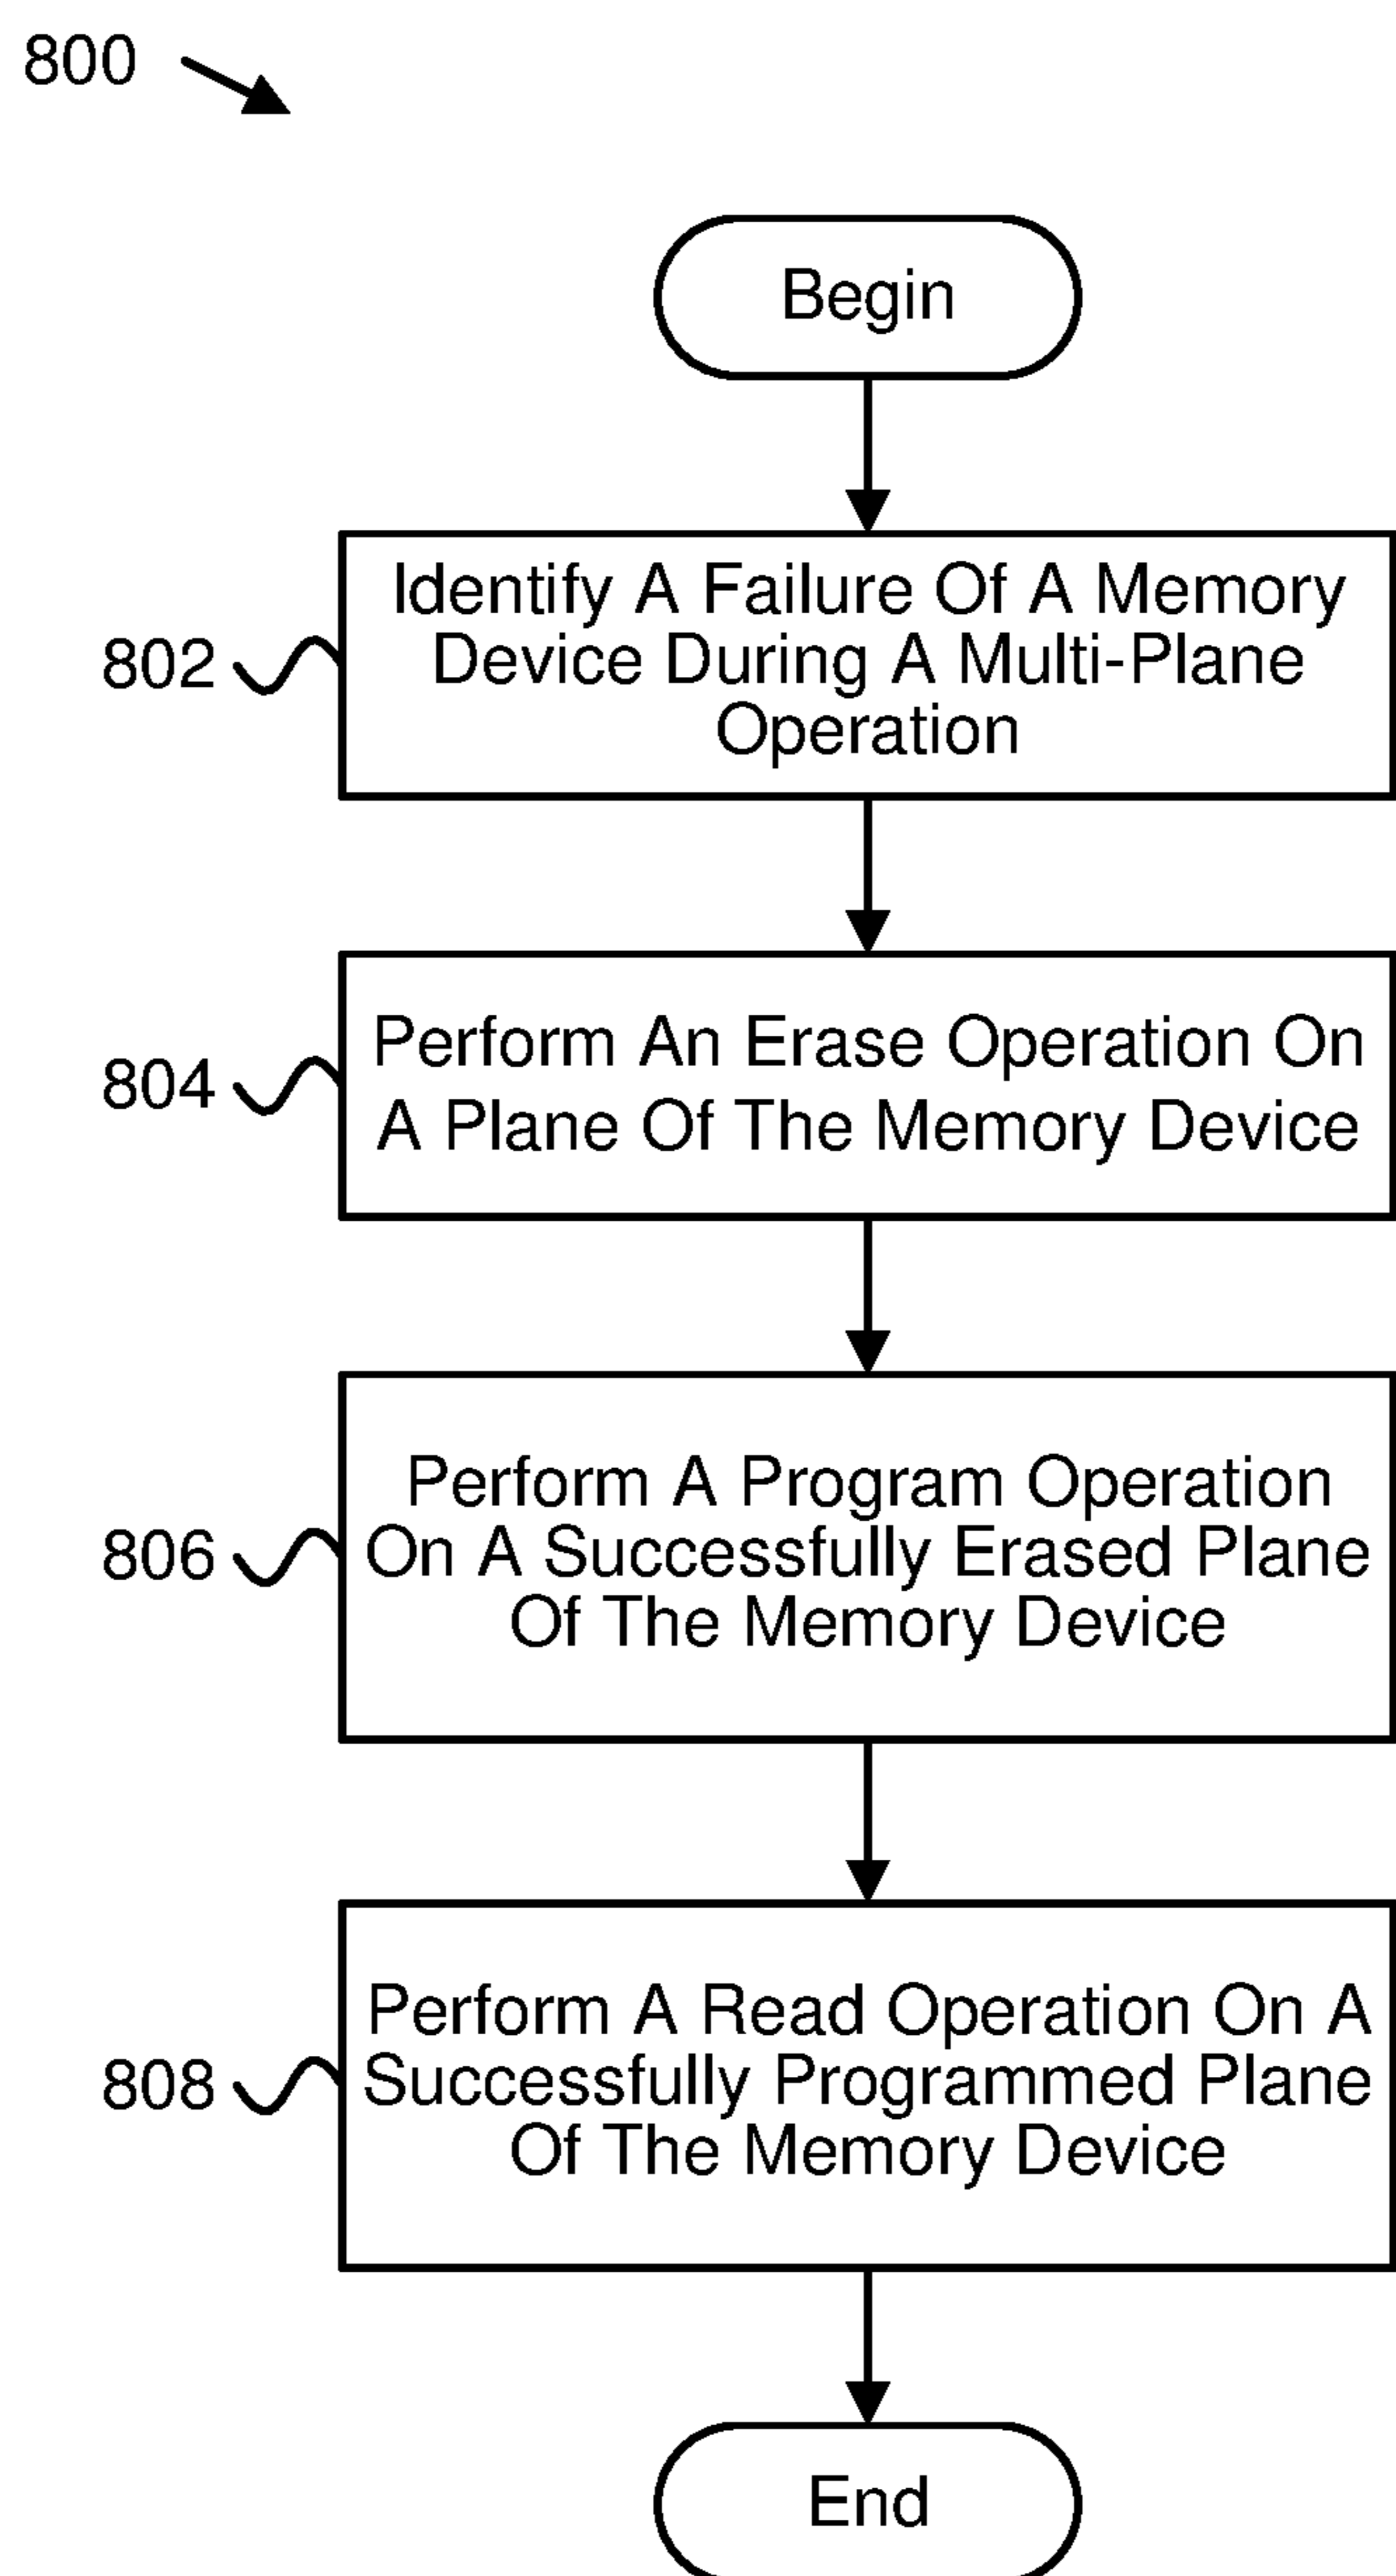 800
Begin
802
Identify A Failure Of A Memory
Device During A Multi-Plane
Operation
804
Perform An Erase Operation On
A Plane Of The Memory Device
806
Perform A Program Operation
On A Successfully Erased Plane
Of The Memory Device
808
Perform A Read Operation On A
Successfully Programmed Plane
Of The Memory Device
End